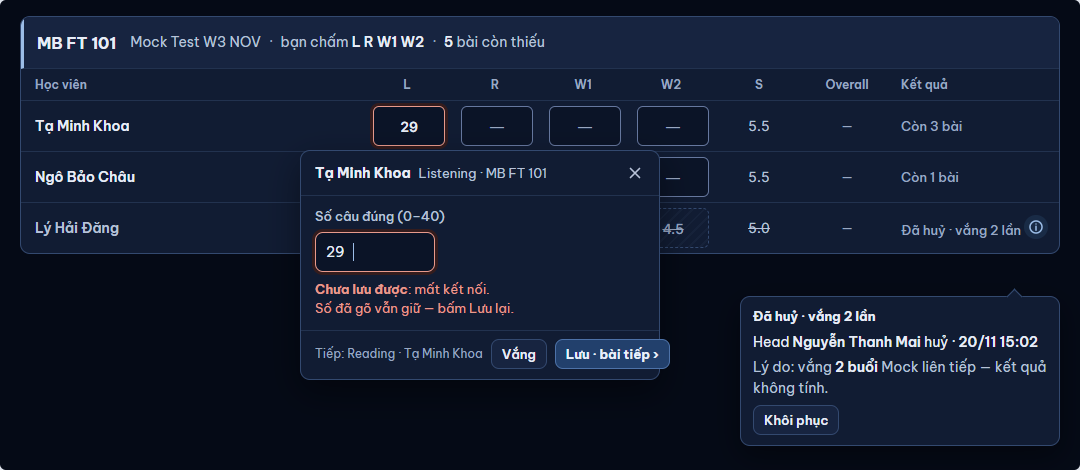 MB FT 101 Mock Test W3 NOV · bạn chấm L R W1 W2 · 5 bài còn thiếu
Học viên L R W1 W2 S Overall Kết quả
Tạ Minh Khoa 29 — — — 5.5 — Còn 3 bài
Ngô Bảo Châu — 5.5 — Còn 1 bài
Lý Hải Đăng 4.5 5.0 — Đã huỷ · vắng 2 lần
Tạ Minh Khoa Listening · MB FT 101
Số câu đúng (0–40)
29
Chưa lưu được: mất kết nối.
Số đã gõ vẫn giữ — bấm Lưu lại.
Tiếp: Reading · Tạ Minh Khoa Vắng Lưu · bài tiếp ›
Đã huỷ · vắng 2 lần
Head Nguyễn Thanh Mai huỷ · 20/11 15:02
Lý do: vắng 2 buổi Mock liên tiếp — kết quả
không tính.
Khôi phục